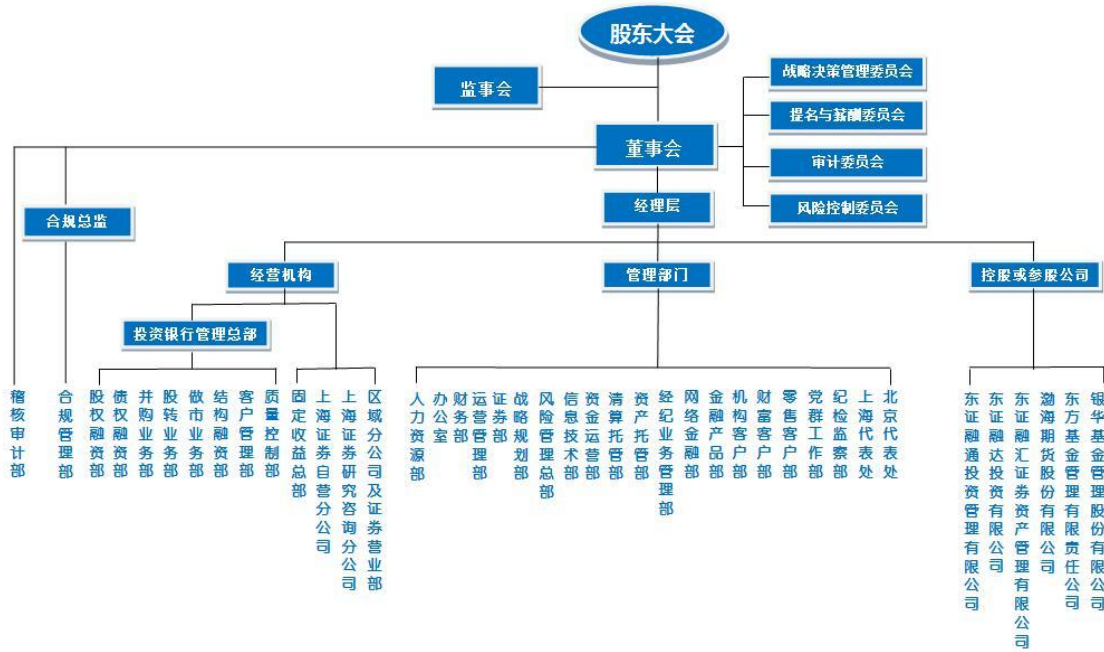 股东大会
监事会
战略决策管理委员会
提名与薪酬委员会
董事会
审计委员会
经理层
风险控制委员会
合规总监
经营机构
管理部门
控股或参股公司
投资银行管理总部
稽核审计部
合规管理部
股权融资部
债权融资部
并购业务部
股转业务部
做市业务部
结构融资部
客户管理部
质量控制部
固定收益总部
上海证券自营分公司
上海证券研究咨询分公司
区域分公司及证券营业部
人力资源部
办公室
财务部
运营管理部
证券部
战略规划部
风险管理总部
信息技术部
资金运营部
清算托管部
资产托管部
经纪业务管理部
网络金融部
金融产品部
机构客户部
财富客户部
零售客户部
党群工作部
纪检监察部
上海代表处
北京代表处
东证融通投资管理有限公司
东证融达投资有限公司
东证融汇证券资产管理有限公司
渤海期货股份有限公司
东方基金管理有限责任公司
银华基金管理股份有限公司